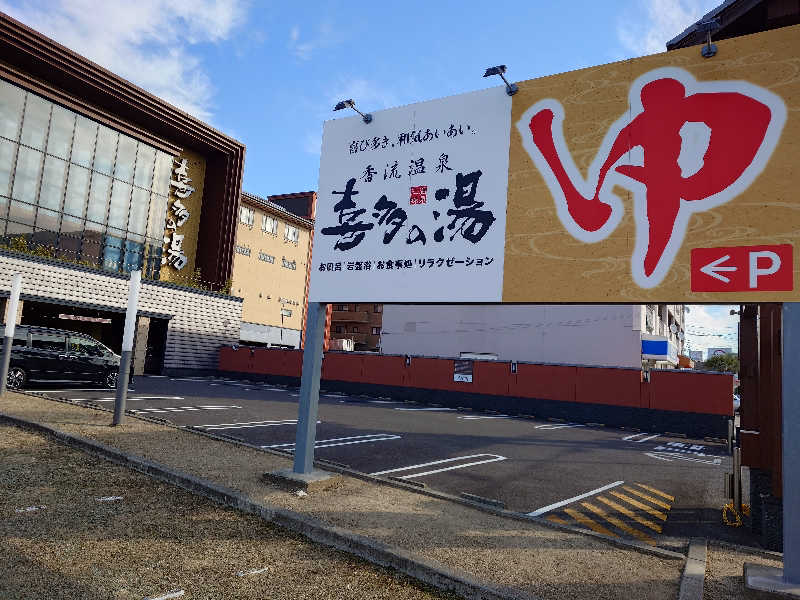 喜び多き。和気あいあい。
香流温泉
喜多の湯
お風呂 岩盤浴 お食事処 リラクゼーション
ゆ
← P
喜多の湯